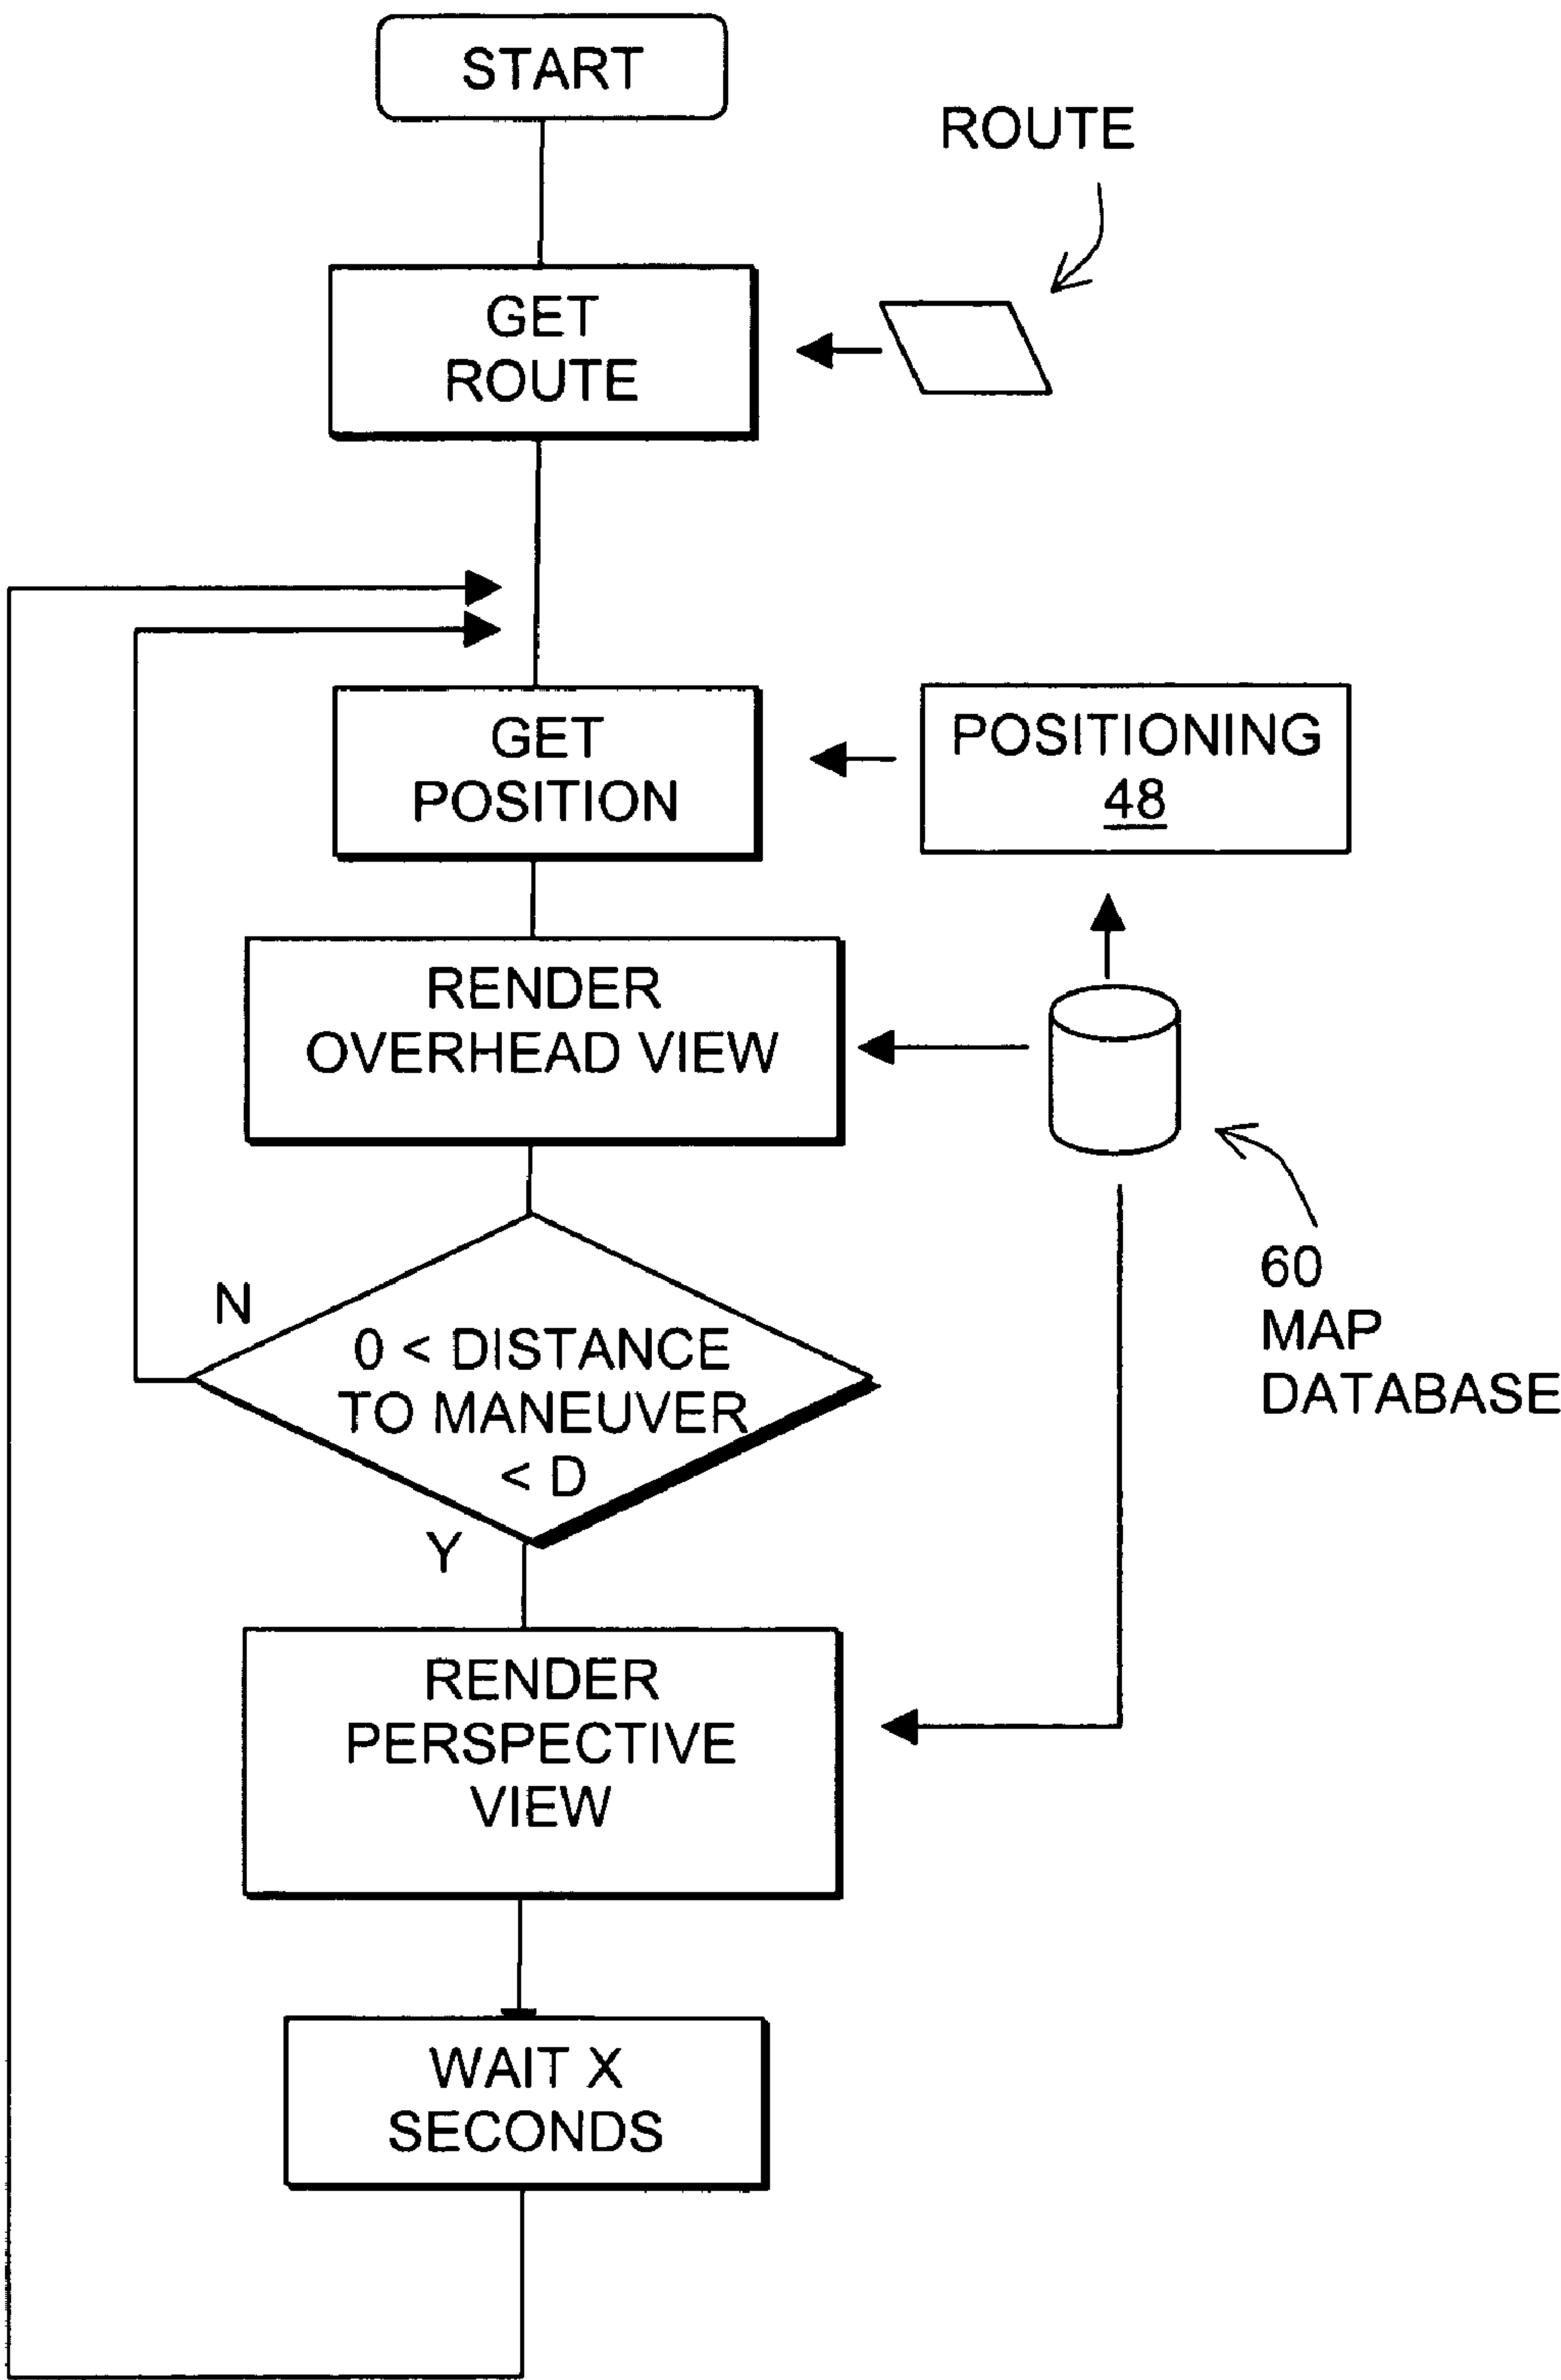 START
ROUTE
GET
ROUTE
GET
POSITION
POSITIONING
48
RENDER
OVERHEAD VIEW
60
MAP
DATABASE
N
0 < DISTANCE
TO MANEUVER
< D
Y
RENDER
PERSPECTIVE
VIEW
WAIT X
SECONDS